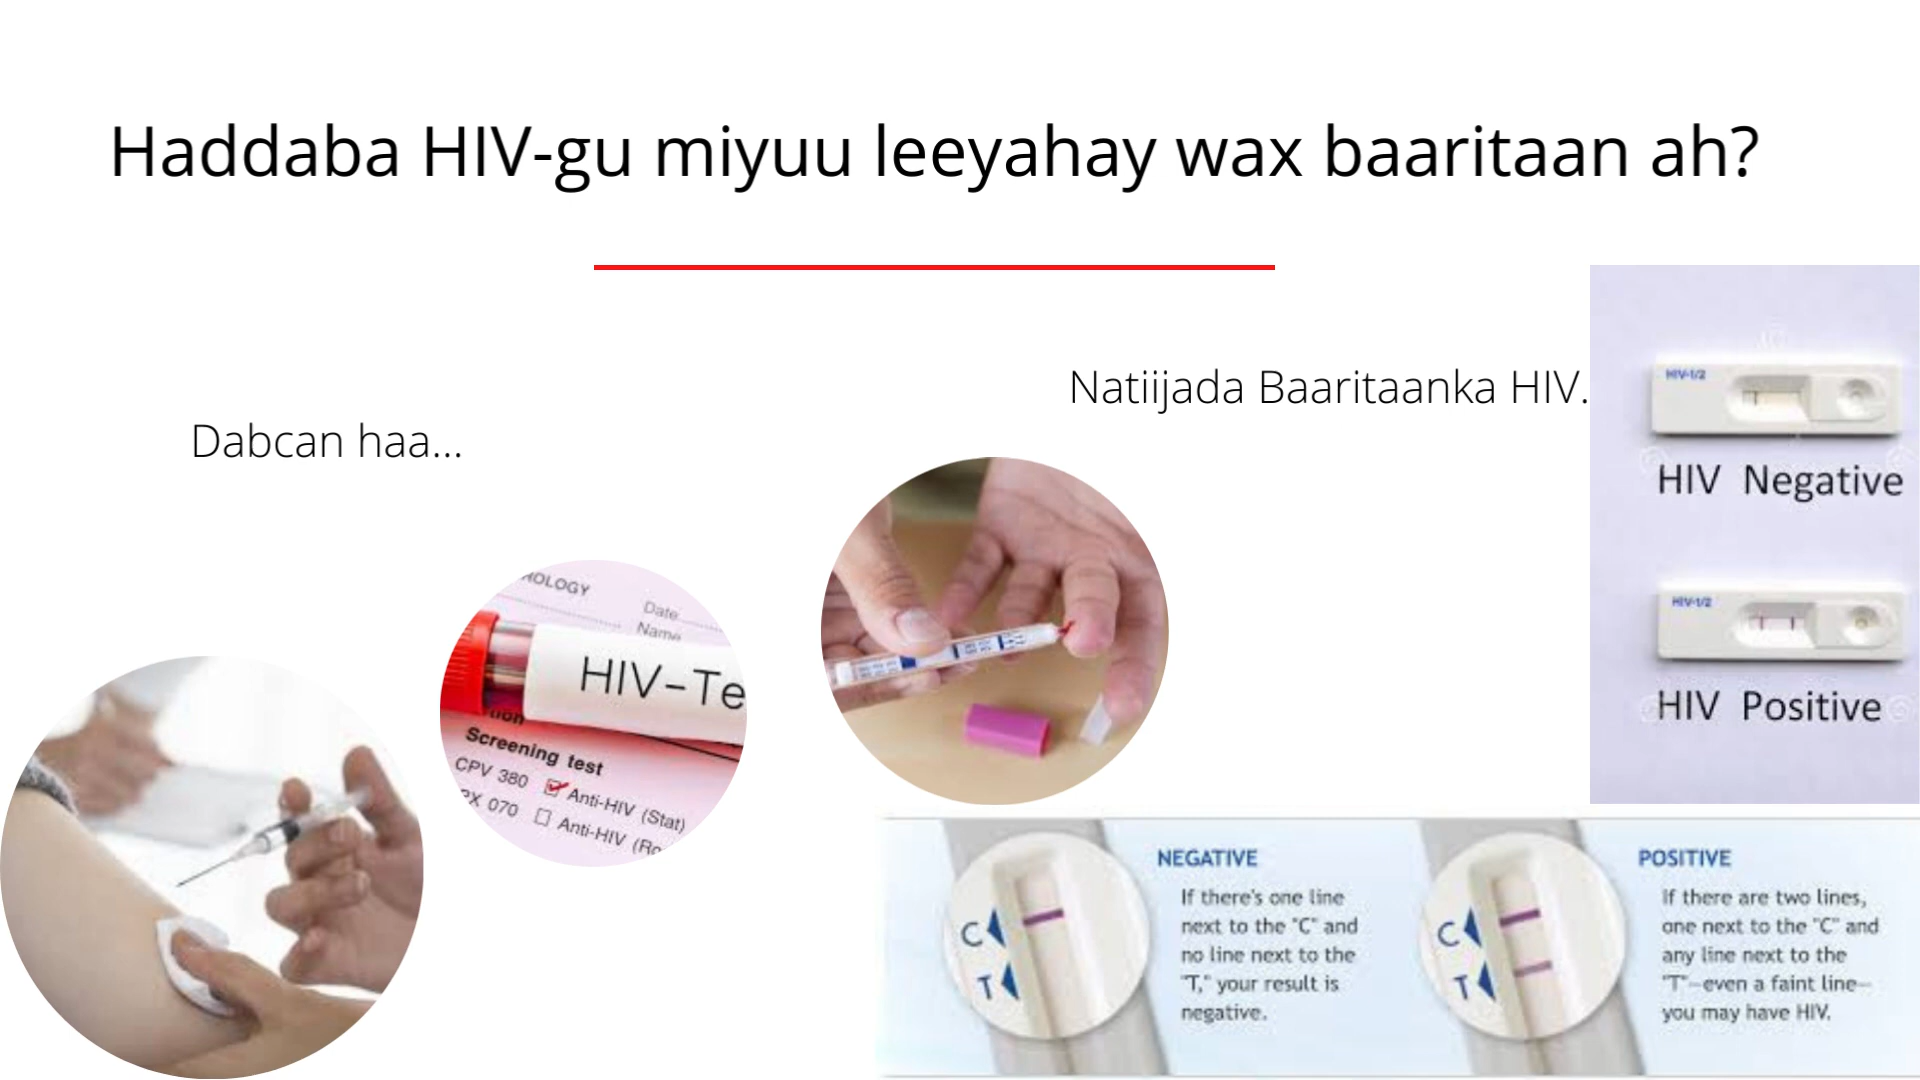 Haddaba HIV-gu miyuu leeyahay wax baaritaan ah?
Natiijada Baaritaanka HIV.
Dabcan haa...
HIV-1/2
HIV Negative
HIV-1/2
HIV Positive
Date
Name
HIV-Te
Screening test
CPV 380
Anti-HIV (Stat)
070
Anti-HIV
NEGATIVE
If there's one line
next to the "C" and
no line next to the
"T," your result is
negative.
C
T
POSITIVE
If there are two lines,
one next to the "C" and
any line next to the
"T"—even a faint line—
you may have HIV.
C
T